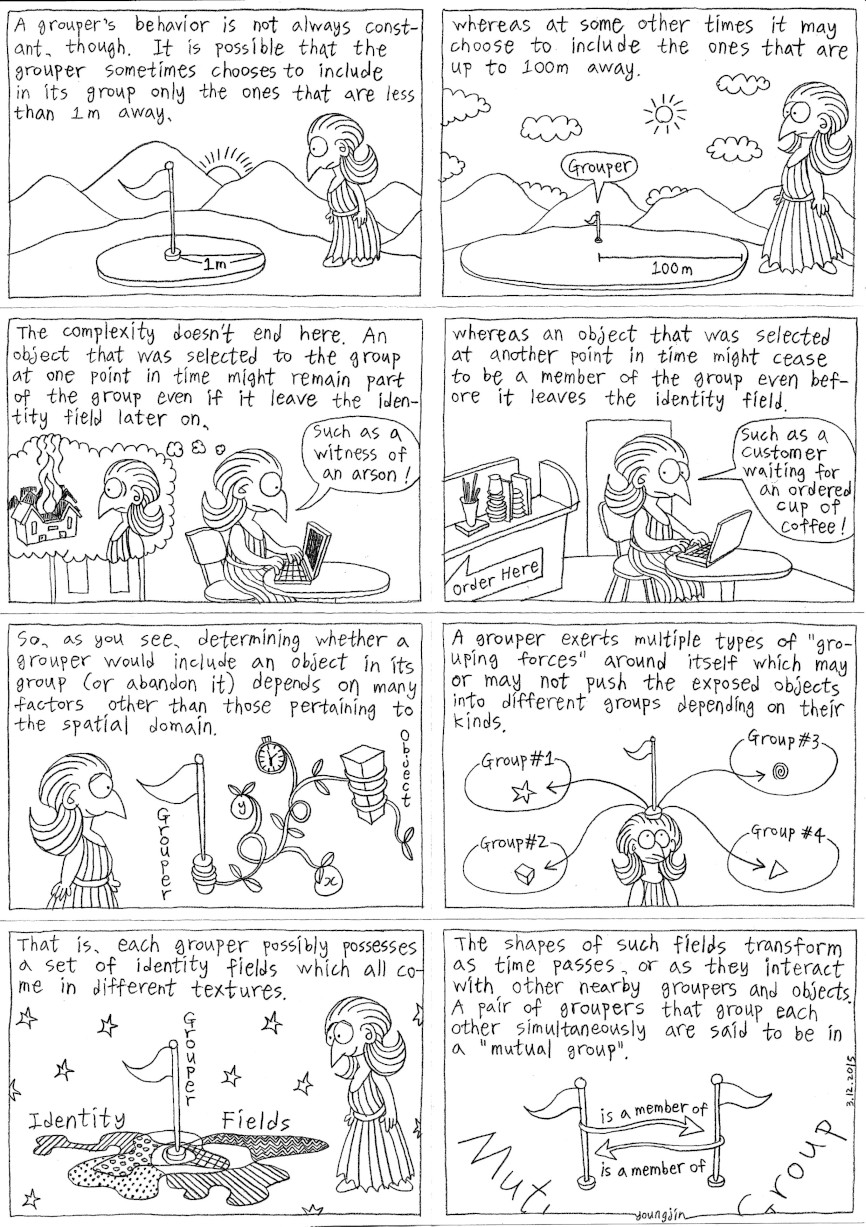 A grouper's behavior is not always const-
ant, though. It is possible that the
grouper sometimes chooses to include
in its group only the ones that are less
than 1m away,
1m
whereas at some other times it may
choose to include the ones that are
up to 100m away.
Grouper
100m
The complexity doesn't end here. An
object that was selected to the group
at one point in time might remain part
of the group even if it leave the iden-
tity field later on,
Such as a
witness of
an arson!
whereas an object that was selected
at another point in time might cease
to be a member of the group even bef-
ore it leaves the identity field.
Such as a
customer
waiting for
an ordered
cup of
coffee!
Order Here
So, as you see, determining whether a
grouper would include an object in its
group (or abandon it) depends on many
factors other than those pertaining to
the spatial domain.
Grouper
y
x
Object
A grouper exerts multiple types of "gro-
uping forces" around itself which may
or may not push the exposed objects
into different groups depending on their
kinds.
Group #1
Group #3
Group #2
Group #4
That is, each grouper possibly possesses
a set of identity fields which all co-
me in different textures.
Grouper
Identity Fields
The shapes of such fields transform
as time passes, or as they interact
with other nearby groupers and objects.
A pair of groupers that group each
other simultaneously are said to be in
a "mutual group".
is a member of
is a member of
Mut
Group
3.12.2015
youngjin